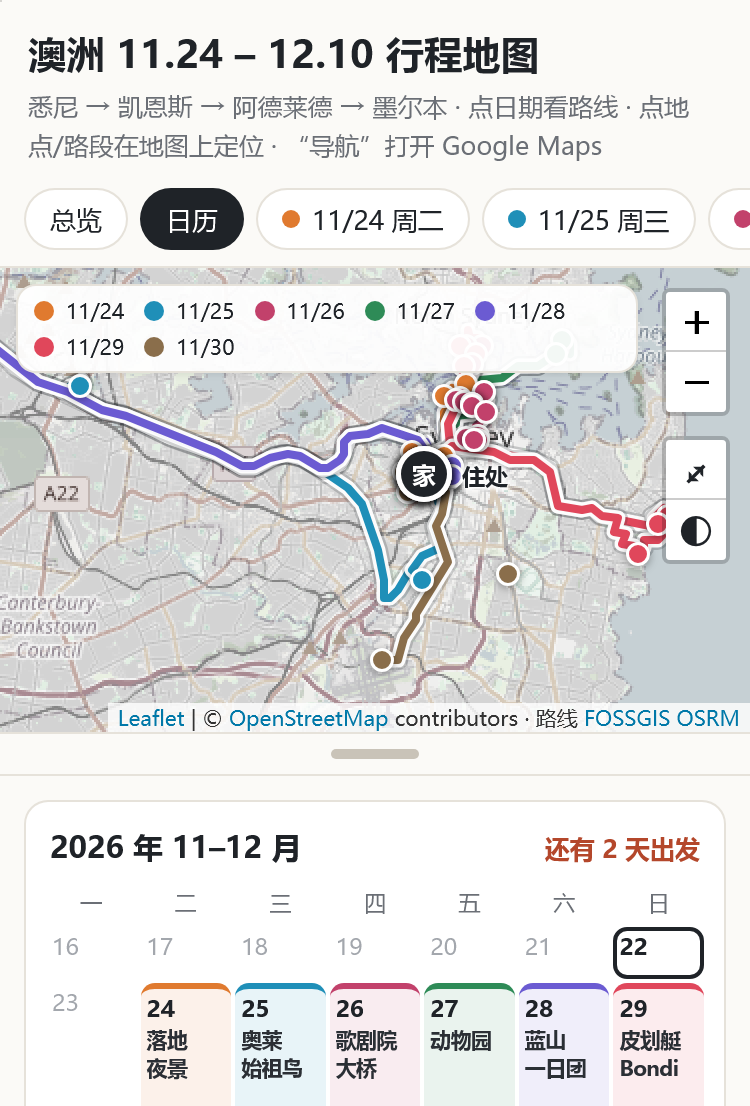 澳洲 11.24 – 12.10 行程地图
悉尼 → 凯恩斯 → 阿德莱德 → 墨尔本 · 点日期看路线 · 点地
点/路段在地图上定位 · “导航”打开 Google Maps
总览
日历
11/24 周二
11/25 周三
11/24
11/25
11/26
11/27
11/28
11/29
11/30
+
−
A22
家
住处
Canterbury-
Bankstown
Council
Leaflet | © OpenStreetMap contributors · 路线 FOSSGIS OSRM
2026 年 11–12 月
还有 2 天出发
一 二 三 四 五 六 日
16 17 18 19 20 21 22
23 24 25 26 27 28 29
落地 奥莱 歌剧院 动物园 蓝山 皮划艇
夜景 始祖鸟 大桥 一日团 Bondi